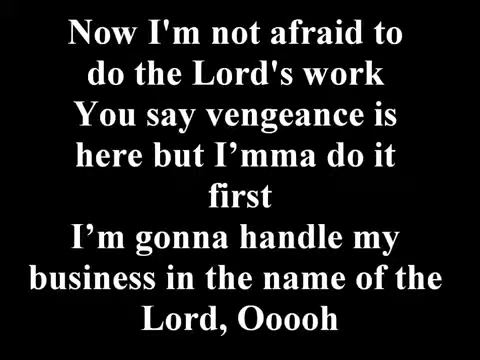 Now I'm not afraid to
do the Lord's work
You say vengeance is
here but I’mma do it
first
I’m gonna handle my
business in the name of the
Lord, Ooooh